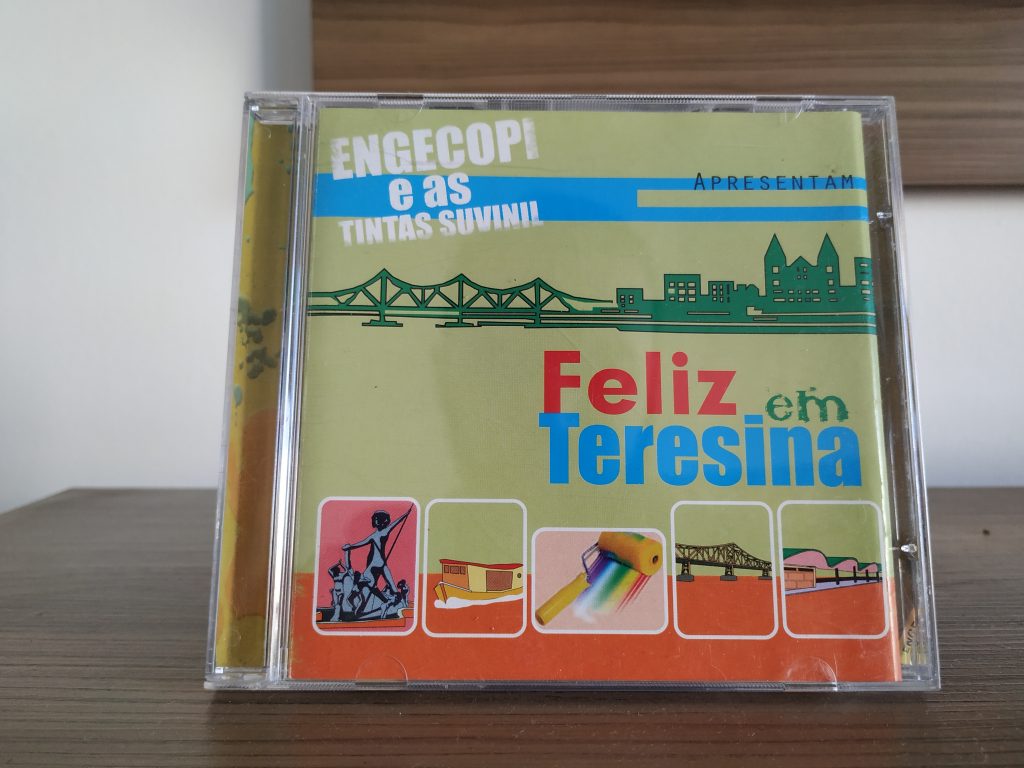 ENGECOPI
e as
TINTAS SUVINIL
APRESENTAM
Feliz em
Teresina